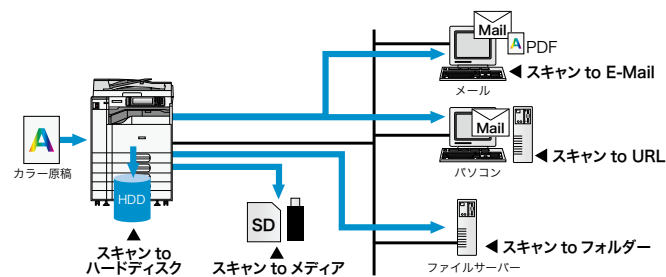 A
カラー原稿
HDD
▲
スキャン to
ハードディスク
SD
▲
スキャン to メディア
Mail
A PDF
◀ スキャン to E-Mail
メール
Mail
◀ スキャン to URL
パソコン
◀ スキャン to フォルダー
ファイルサーバー